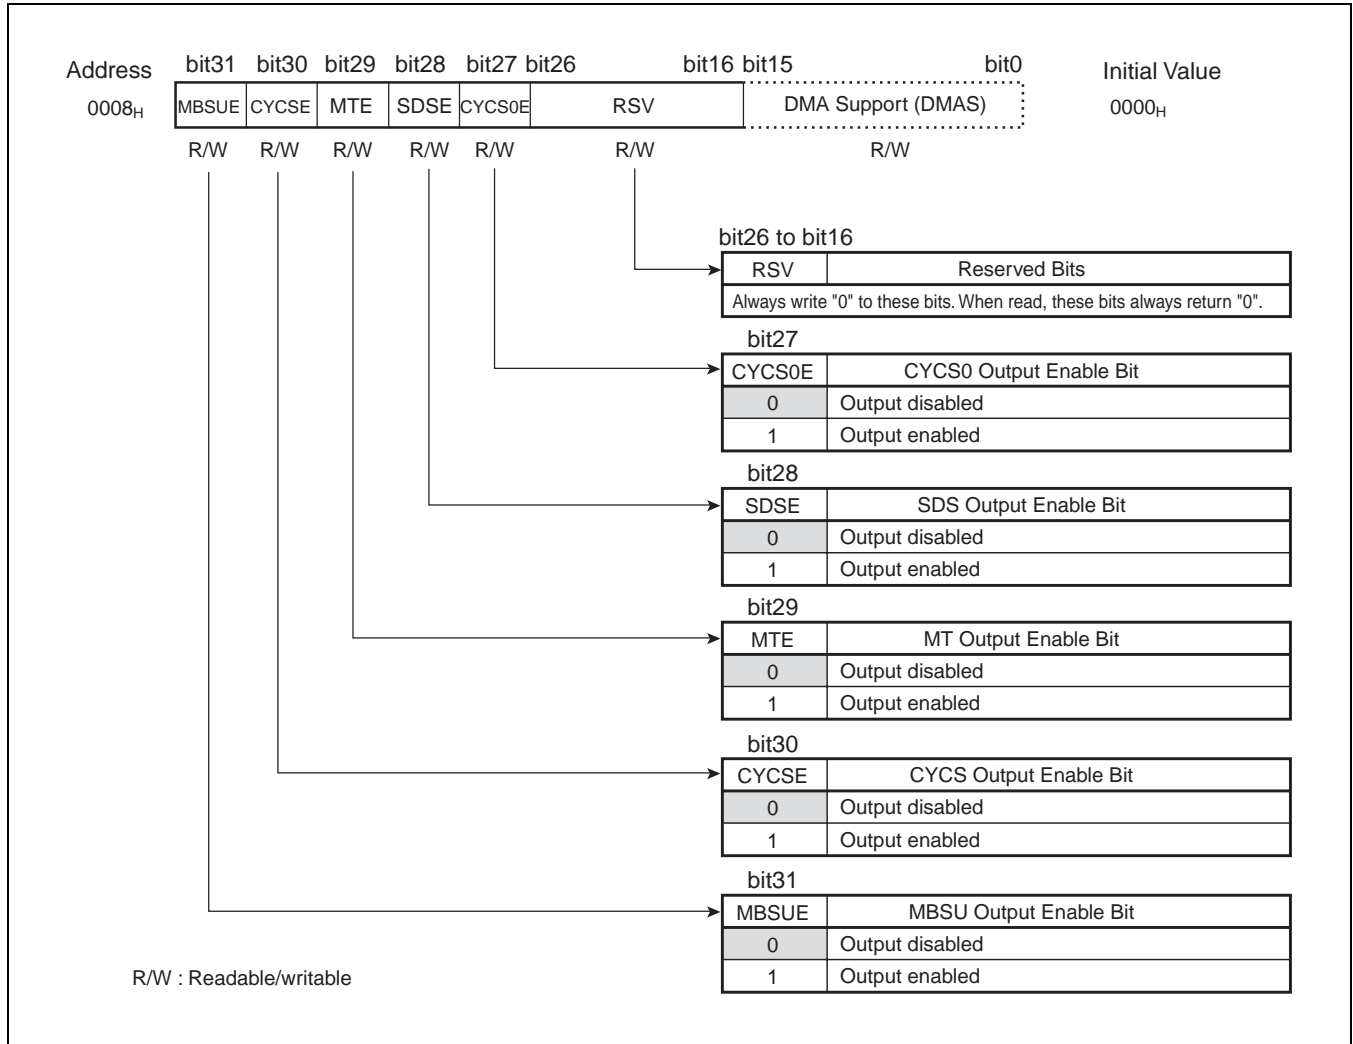 Address bit31 bit30 bit29 bit28 bit27 bit26 bit16 bit15 bit0 Initial Value
0008H MBSUE CYCSE MTE SDSE CYCS0E RSV DMA Support (DMAS) 0000H
R/W R/W R/W R/W R/W R/W R/W
bit26 to bit16
RSV Reserved Bits
Always write "0" to these bits. When read, these bits always return "0".
bit27
CYCS0E CYCS0 Output Enable Bit
0 Output disabled
1 Output enabled
bit28
SDSE SDS Output Enable Bit
0 Output disabled
1 Output enabled
bit29
MTE MT Output Enable Bit
0 Output disabled
1 Output enabled
bit30
CYCSE CYCS Output Enable Bit
0 Output disabled
1 Output enabled
bit31
MBSUE MBSU Output Enable Bit
0 Output disabled
1 Output enabled
R/W : Readable/writable